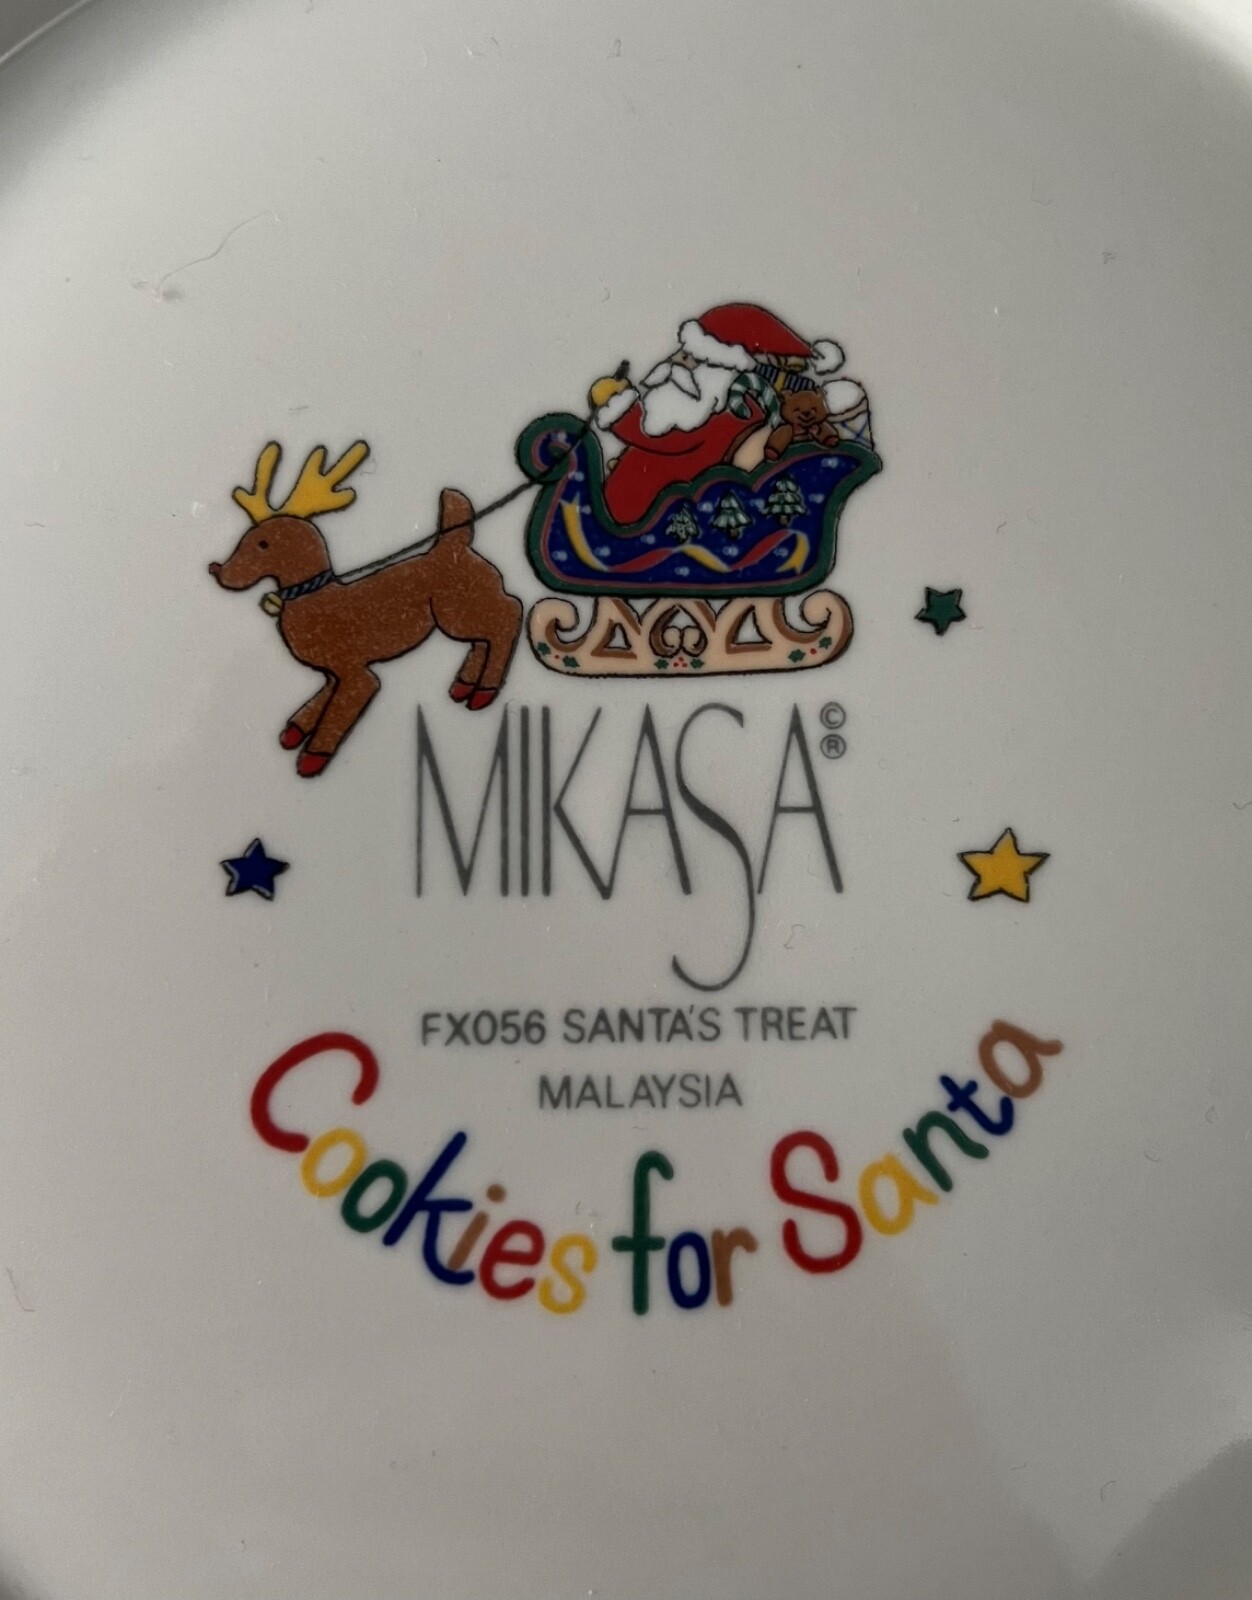 MIKASA©®
FX056 SANTA'S TREAT
MALAYSIA
Cookies for Santa